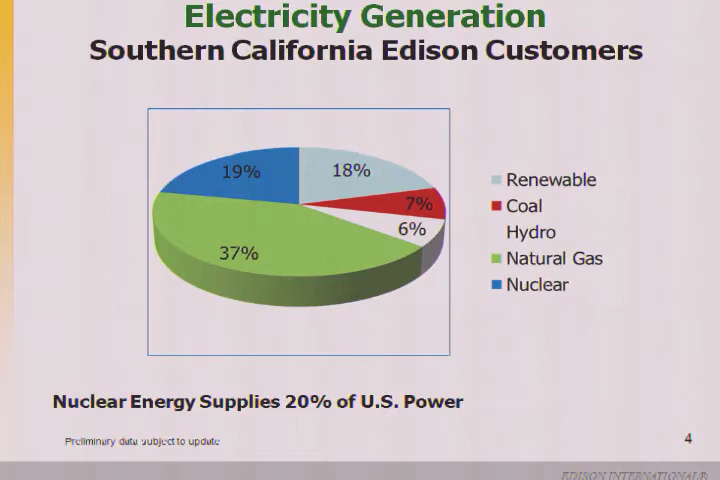 Electricity Generation
Southern California Edison Customers
19%
18%
7%
6%
37%
Renewable
Coal
Hydro
Natural Gas
Nuclear
Nuclear Energy Supplies 20% of U.S. Power
Preliminary data subject to update
4
EDISON INTERNATIONAL®